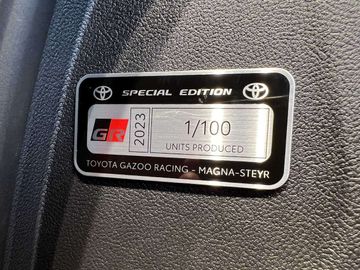 SPECIAL EDITION
GR 2023 1/100
UNITS PRODUCED
TOYOTA GAZOO RACING - MAGNA-STEYR